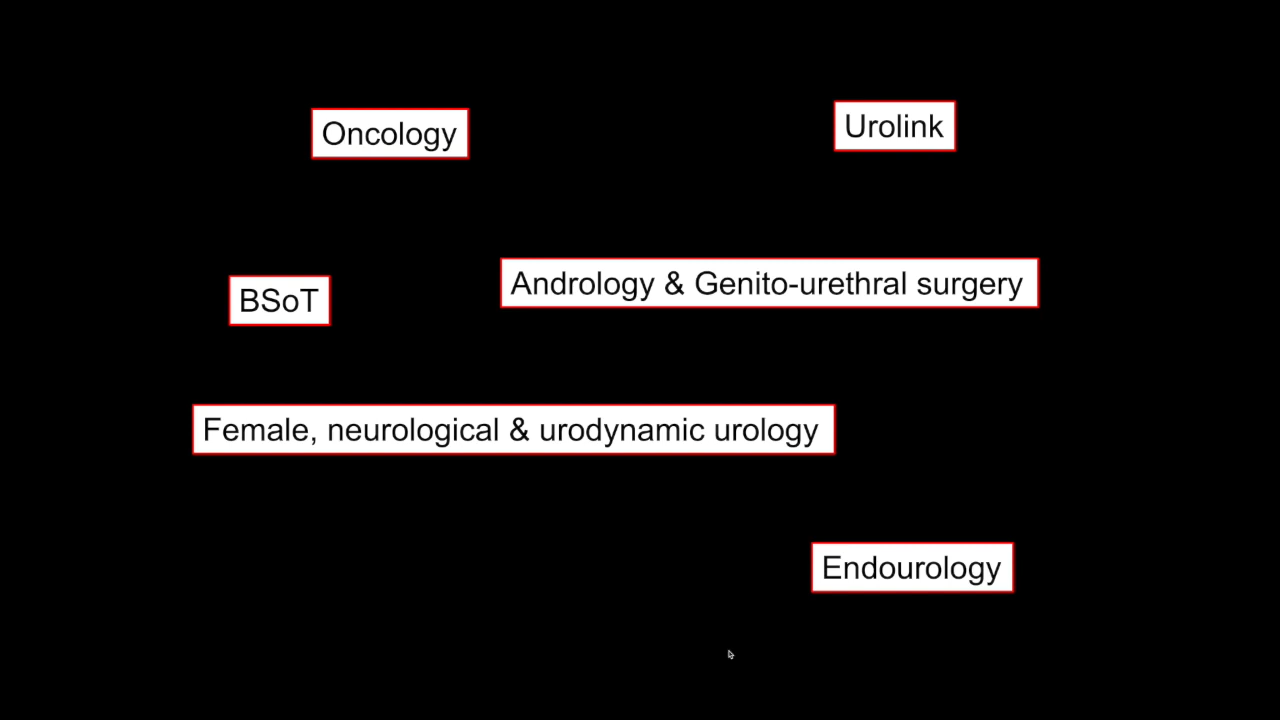 Oncology
Urolink
Andrology & Genito-urethral surgery
BSoT
Female, neurological & urodynamic urology
Endourology